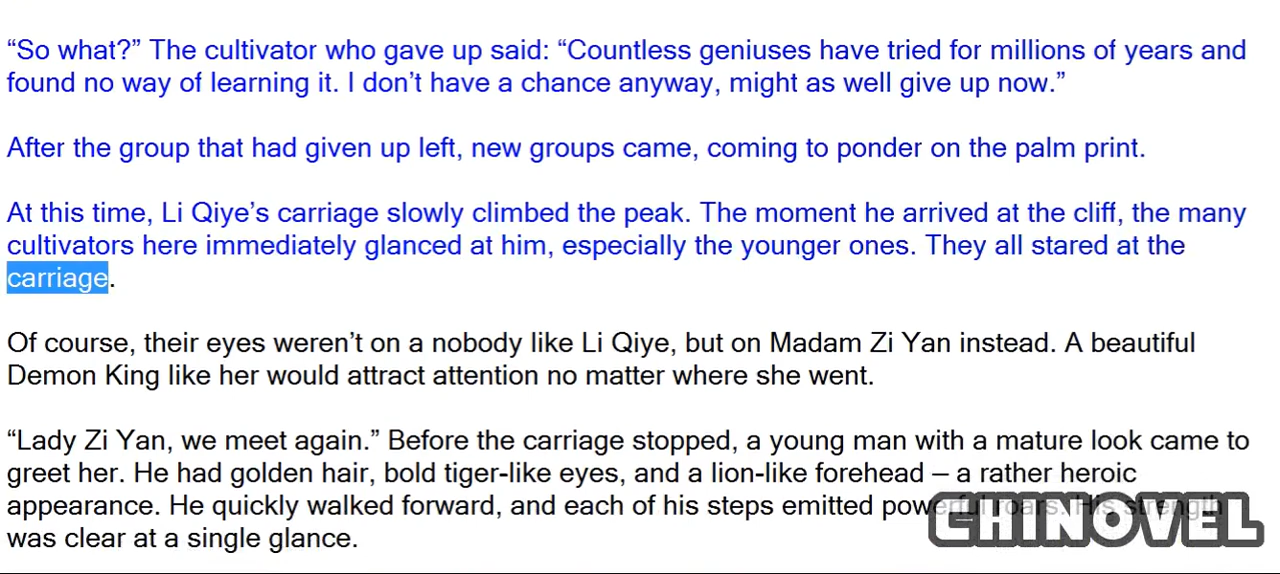 “So what?” The cultivator who gave up said: “Countless geniuses have tried for millions of years and
found no way of learning it. I don’t have a chance anyway, might as well give up now.”
After the group that had given up left, new groups came, coming to ponder on the palm print.
At this time, Li Qiye’s carriage slowly climbed the peak. The moment he arrived at the cliff, the many
cultivators here immediately glanced at him, especially the younger ones. They all stared at the
carriage.
Of course, their eyes weren’t on a nobody like Li Qiye, but on Madam Zi Yan instead. A beautiful
Demon King like her would attract attention no matter where she went.
“Lady Zi Yan, we meet again.” Before the carriage stopped, a young man with a mature look came to
greet her. He had golden hair, bold tiger-like eyes, and a lion-like forehead – a rather heroic
appearance. He quickly walked forward, and each of his steps emitted powerful roars. His strength
was clear at a single glance.
CHINOVEL